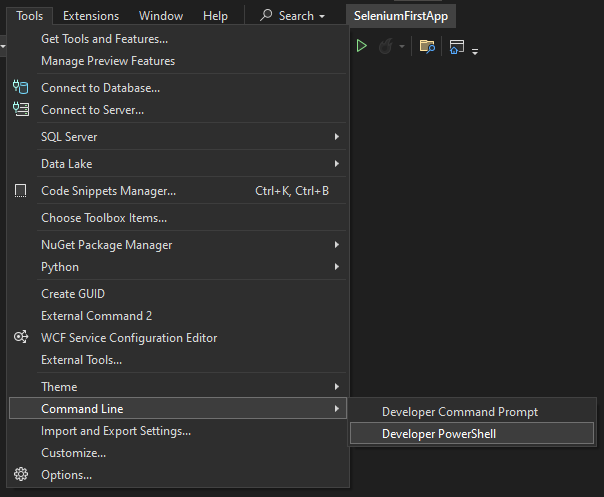 Tools Extensions Window Help Search SeleniumFirstApp
Get Tools and Features...
Manage Preview Features
Connect to Database...
Connect to Server...
SQL Server
Data Lake
Code Snippets Manager... Ctrl+K, Ctrl+B
Choose Toolbox Items...
NuGet Package Manager
Python
Create GUID
External Command 2
WCF Service Configuration Editor
External Tools...
Theme
Command Line
Developer Command Prompt
Developer PowerShell
Import and Export Settings...
Customize...
Options...